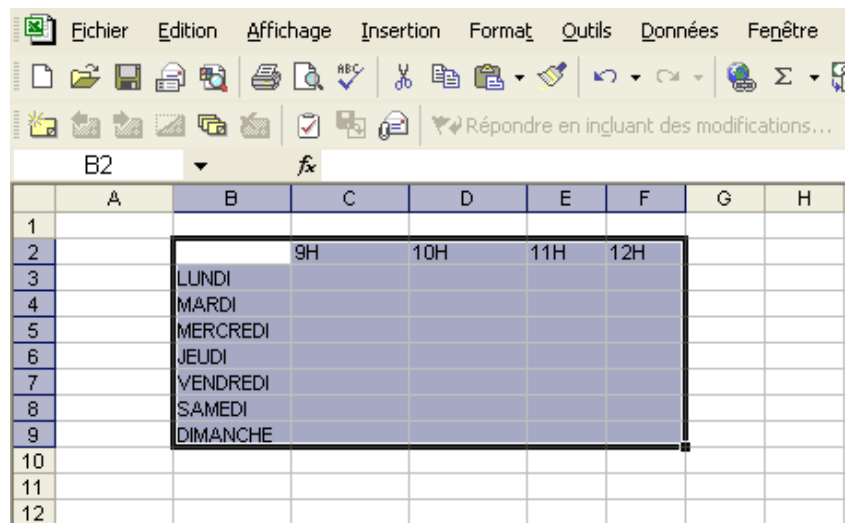 Fichier Edition Affichage Insertion Format Outils Données Fenêtre
ABC Σ
Répondre en incluant des modifications...
B2 fx
A B C D E F G H
1
2 9H 10H 11H 12H
3 LUNDI
4 MARDI
5 MERCREDI
6 JEUDI
7 VENDREDI
8 SAMEDI
9 DIMANCHE
10
11
12